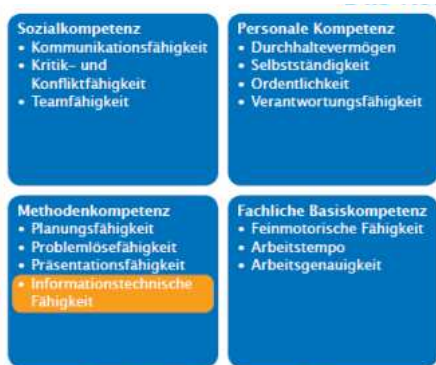 Sozialkompetenz
• Kommunikationsfähigkeit
• Kritik- und
Konfliktfähigkeit
• Teamfähigkeit
Personale Kompetenz
• Durchhaltevermögen
• Selbstständigkeit
• Ordentlichkeit
• Verantwortungsfähigkeit
Methodenkompetenz
• Planungsfähigkeit
• Problemlösefähigkeit
• Präsentationsfähigkeit
• Informationstechnische
Fähigkeit
Fachliche Basiskompetenz
• Feinmotorische Fähigkeit
• Arbeitstempo
• Arbeitsgenauigkeit